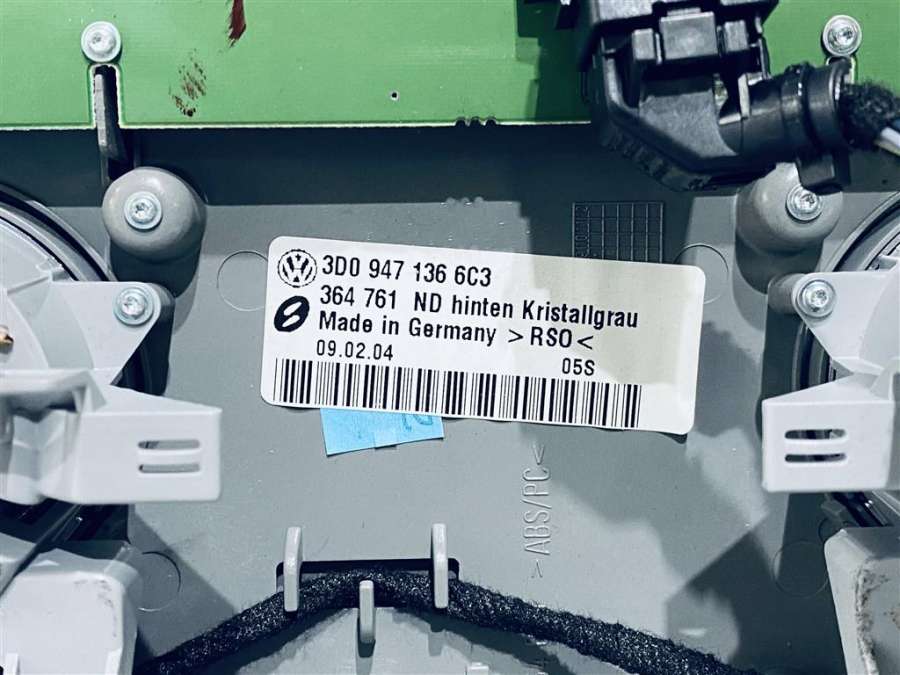 3D0 947 136 6C3
364 761 ND hinten Kristallgrau
Made in Germany >RSO<
09.02.04 05S
>ABS/PC<